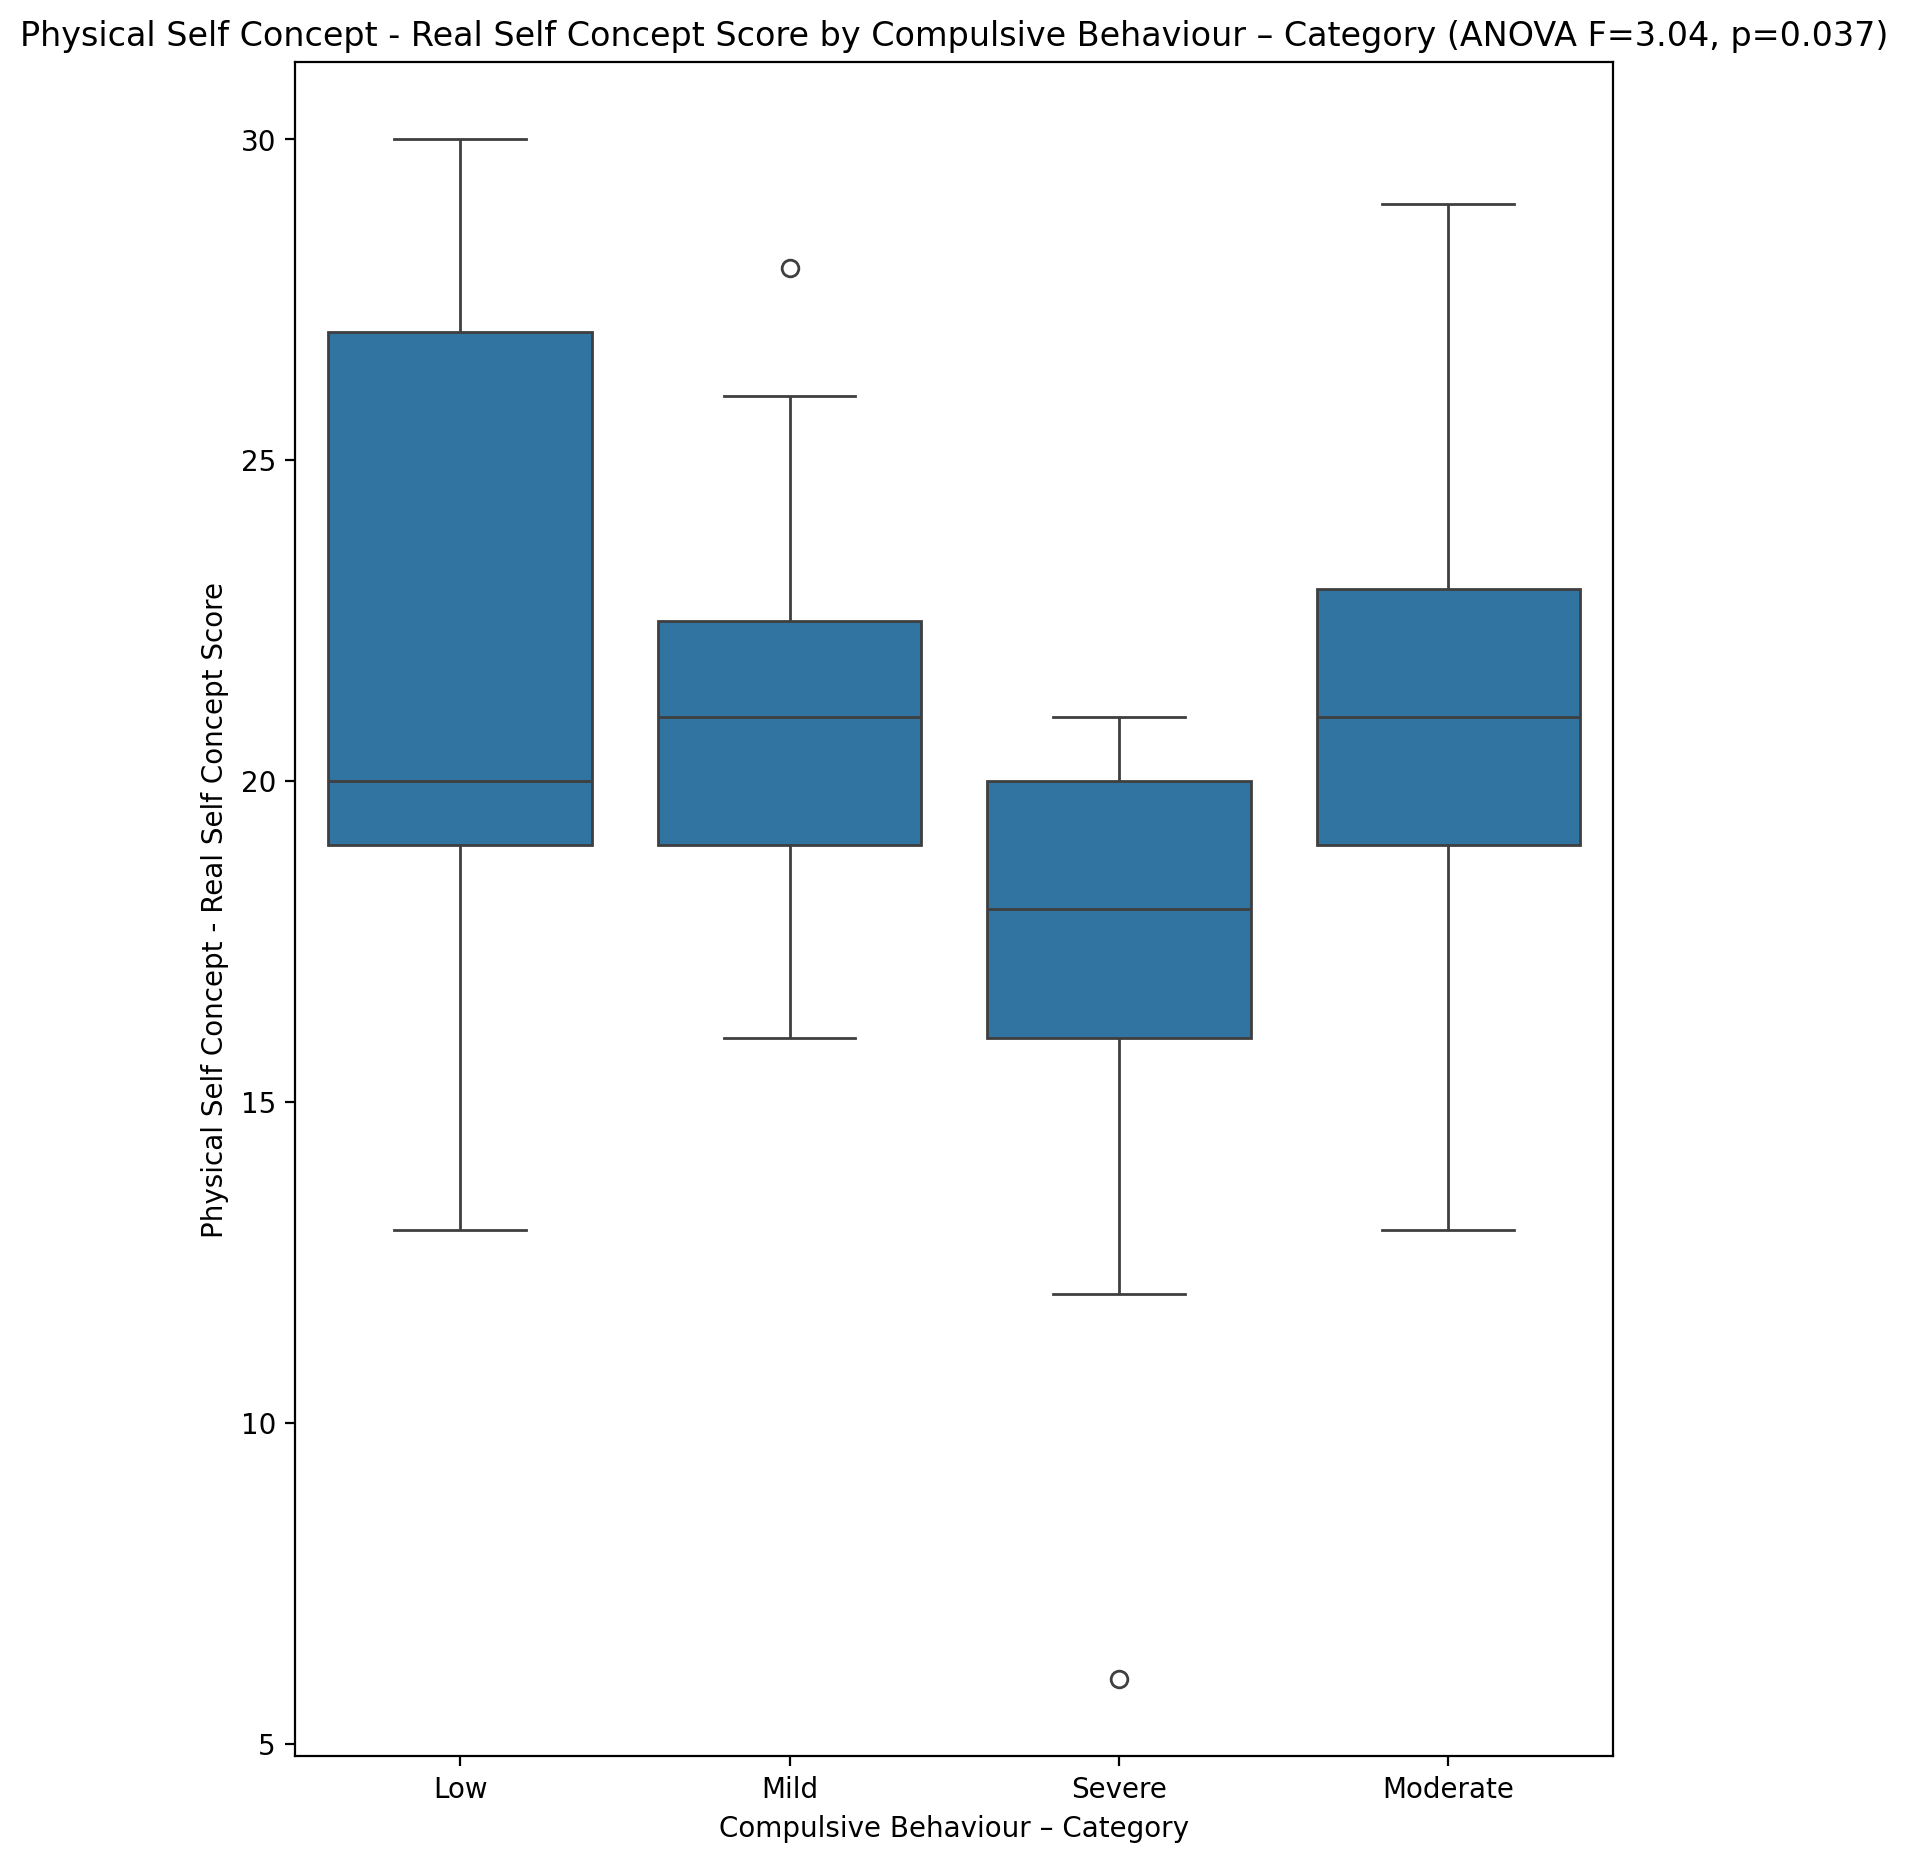 Physical Self Concept - Real Self Concept Score by Compulsive Behaviour – Category (ANOVA F=3.04, p=0.037)
Physical Self Concept - Real Self Concept Score
30
25
20
15
10
5
Low Mild Severe Moderate
Compulsive Behaviour – Category